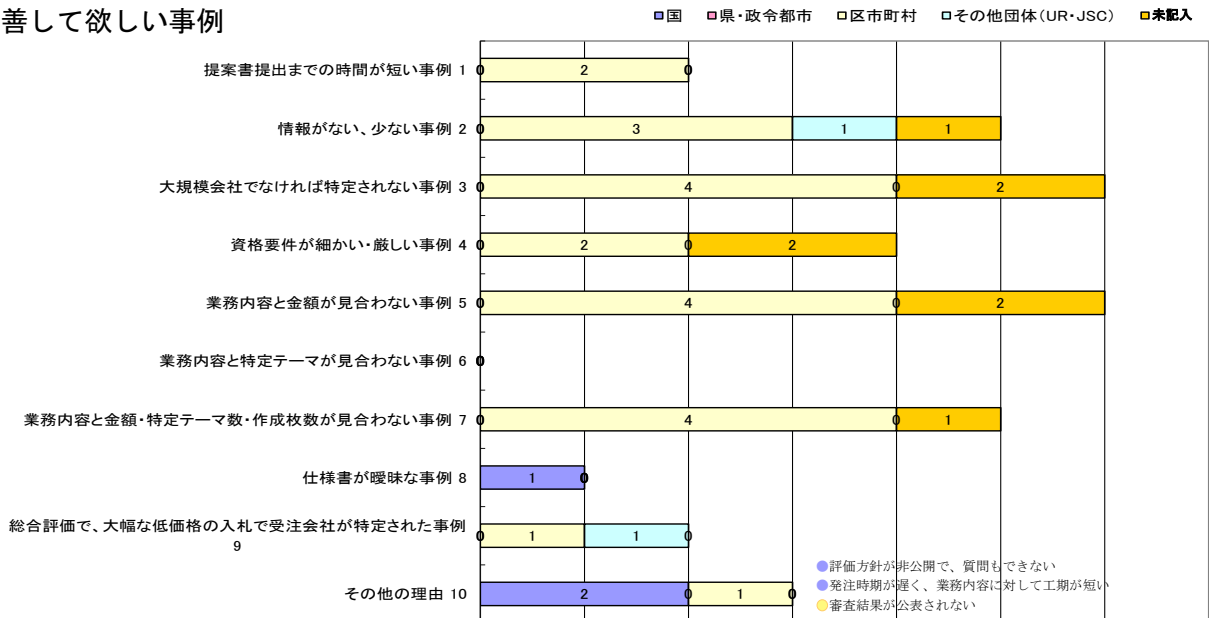 善して欲しい事例
国 県・政令都市 区市町村 その他団体(UR・JSC) 未記入
提案書提出までの時間が短い事例 1 0 2 0
情報がない、少ない事例 2 0 3 1 1
大規模会社でなければ特定されない事例 3 0 4 0 2
資格要件が細かい・厳しい事例 4 0 2 0 2
業務内容と金額が見合わない事例 5 0 4 0 2
業務内容と特定テーマが見合わない事例 6 0
業務内容と金額・特定テーマ数・作成枚数が見合わない事例 7 0 4 0 1
仕様書が曖昧な事例 8 1 0
総合評価で、大幅な低価格の入札で受注会社が特定された事例
9 0 1 1 0
●評価方針が非公開で、質問もできない
●発注時期が遅く、業務内容に対して工期が短い
その他の理由 10 2 0 1 0
●審査結果が公表されない